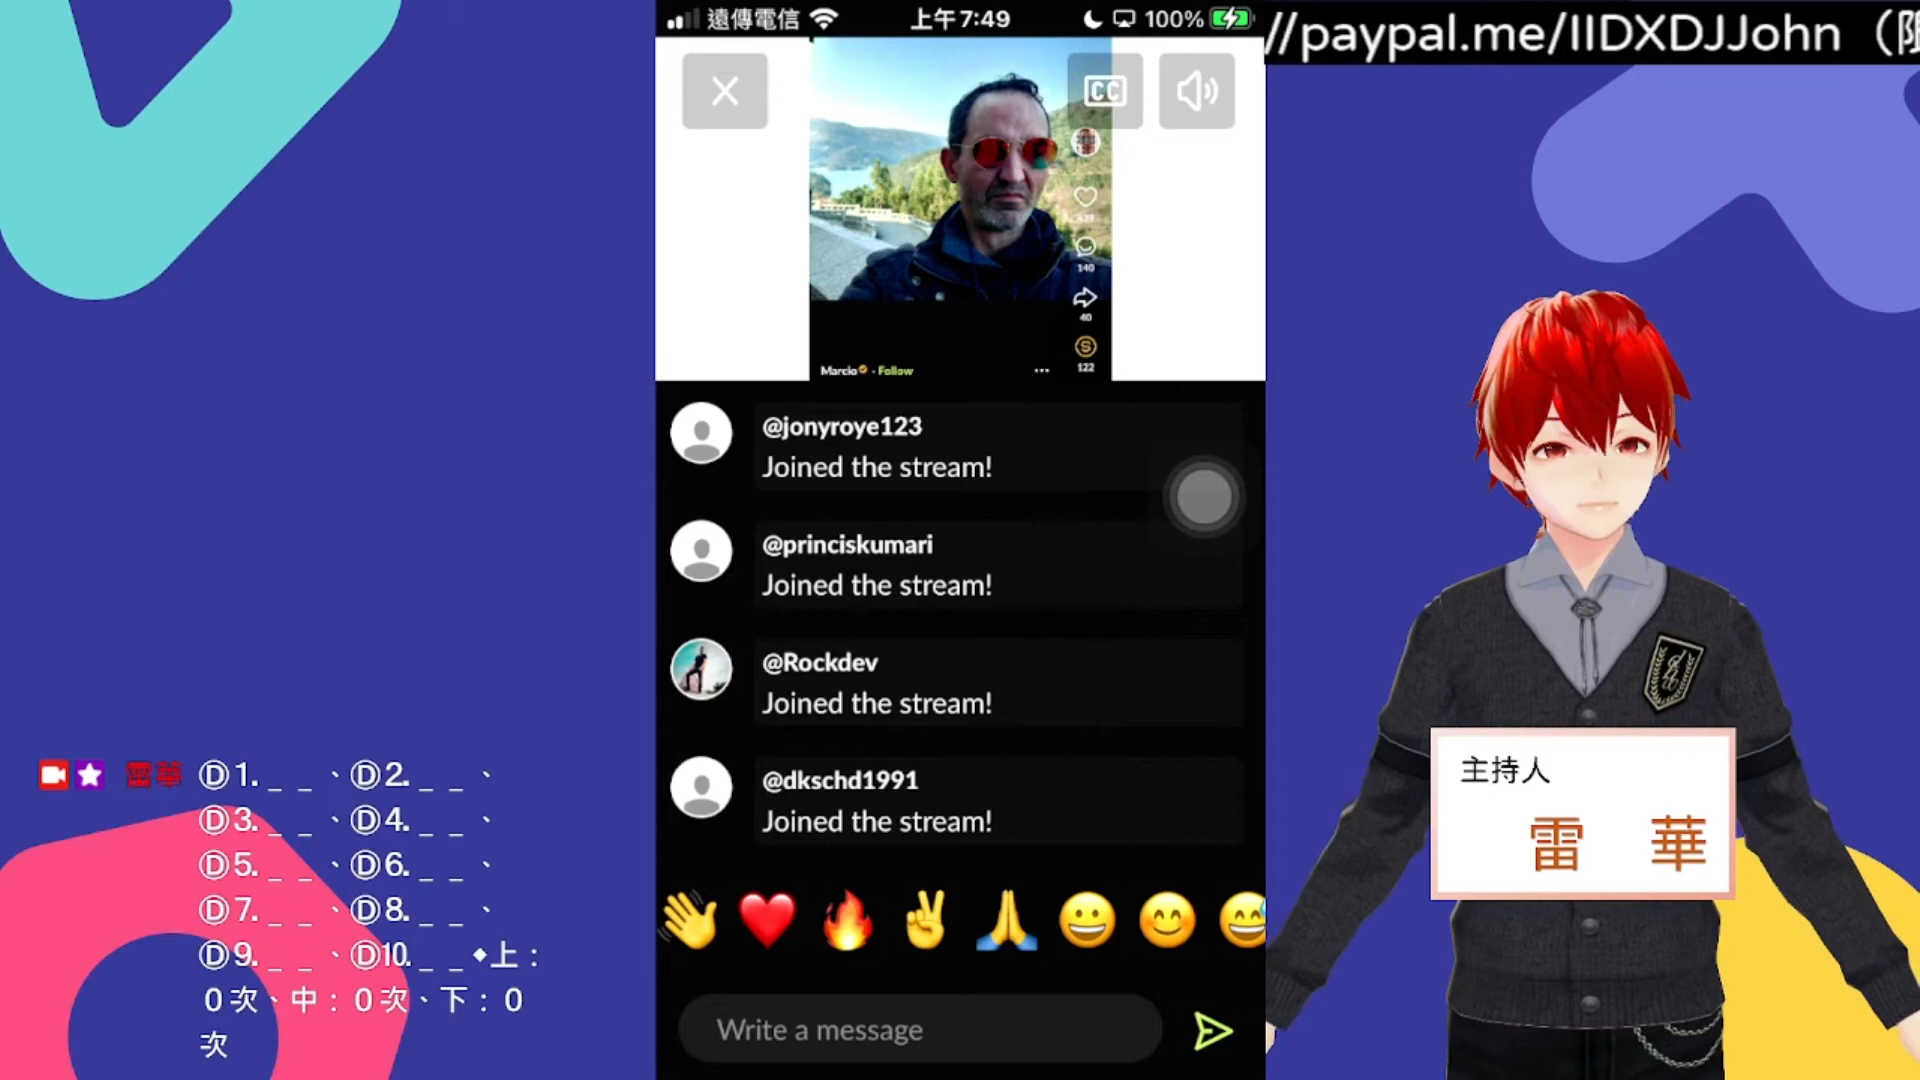 遠傳電信
上午7:49
100%
//paypal.me/IIDXDJJohn（限
CC
140
40
S
122
Marcio · Follow
@jonyroye123
Joined the stream!
@princiskumari
Joined the stream!
@Rockdev
Joined the stream!
@dkschd1991
Joined the stream!
Write a message
雷華 Ⓓ1. _ _ 、Ⓓ2. _ _ 、
Ⓓ3. _ _ 、Ⓓ4. _ _ 、
Ⓓ5. _ _ 、Ⓓ6. _ _ 、
Ⓓ7. _ _ 、Ⓓ8. _ _ 、
Ⓓ9. _ _ 、Ⓓ10. _ _ ◆上：
0次、中：0次、下：0
次
主持人
雷 華